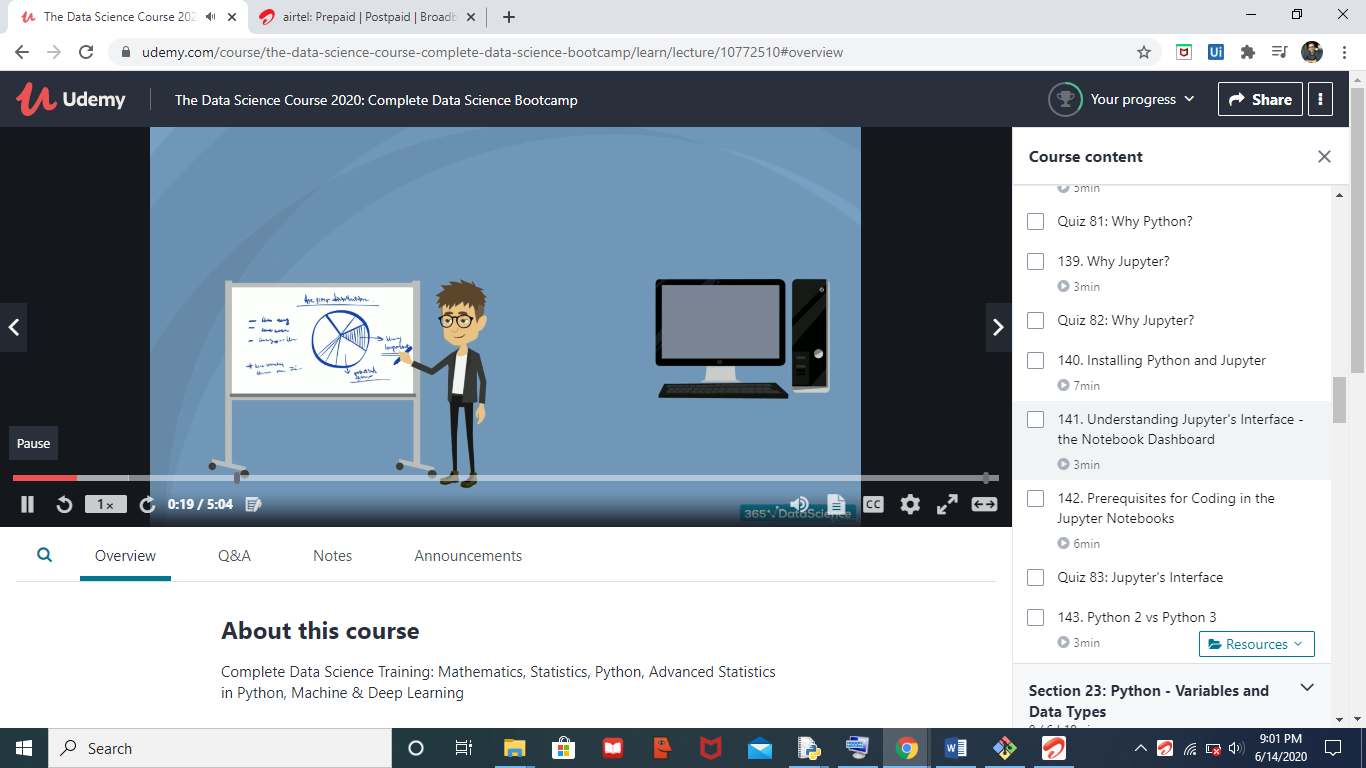 The Data Science Course 202
airtel: Prepaid | Postpaid | Broadb
udemy.com/course/the-data-science-course-complete-data-science-bootcamp/learn/lecture/10772510#overview
Udemy
The Data Science Course 2020: Complete Data Science Bootcamp
Your progress
Share
Course content
5min
Quiz 81: Why Python?
139. Why Jupyter?
3min
Quiz 82: Why Jupyter?
140. Installing Python and Jupyter
7min
141. Understanding Jupyter's Interface -
the Notebook Dashboard
3min
142. Prerequisites for Coding in the
Jupyter Notebooks
6min
Quiz 83: Jupyter's Interface
143. Python 2 vs Python 3
3min
Resources
Section 23: Python - Variables and
Data Types
Pause
1x
0:19 / 5:04
CC
365 DataScience
Overview
Q&A
Notes
Announcements
About this course
Complete Data Science Training: Mathematics, Statistics, Python, Advanced Statistics
in Python, Machine & Deep Learning
Search
9:01 PM
6/14/2020